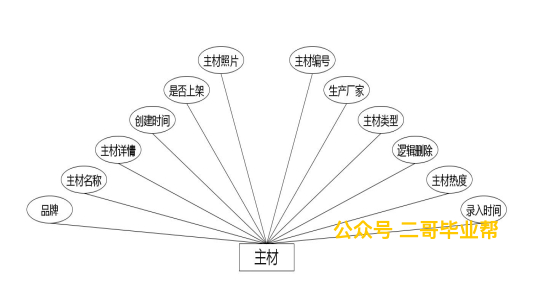 主材照片
主材编号
是否上架
生产厂家
创建时间
主材类型
主材详情
逻辑删除
主材名称
主材热度
品牌
录入时间
公众号 二哥毕业帮
主材